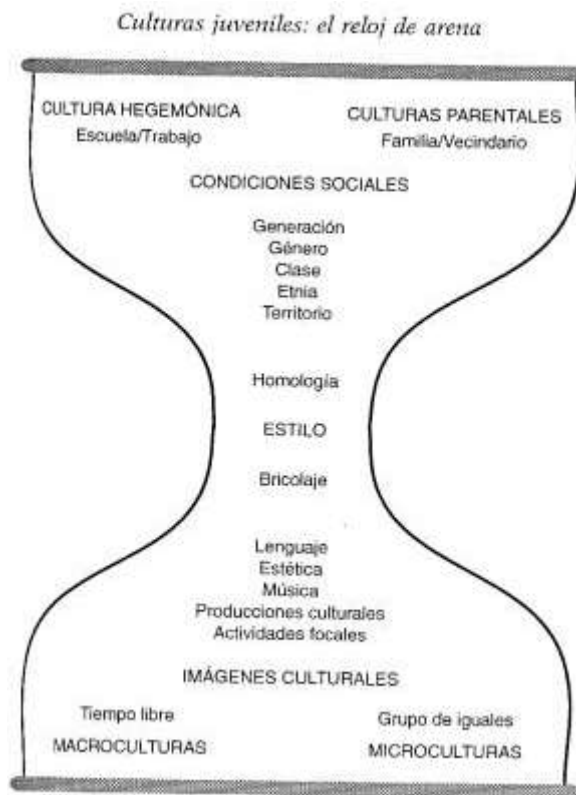 Culturas juveniles: el reloj de arena
CULTURA HEGEMÓNICA
Escuela/Trabajo
CULTURAS PARENTALES
Familia/Vecindario
CONDICIONES SOCIALES
Generación
Género
Clase
Etnia
Territorio
Homología
ESTILO
Bricolaje
Lenguaje
Estética
Música
Producciones culturales
Actividades focales
IMÁGENES CULTURALES
Tiempo libre
MACROCULTURAS
Grupo de iguales
MICROCULTURAS